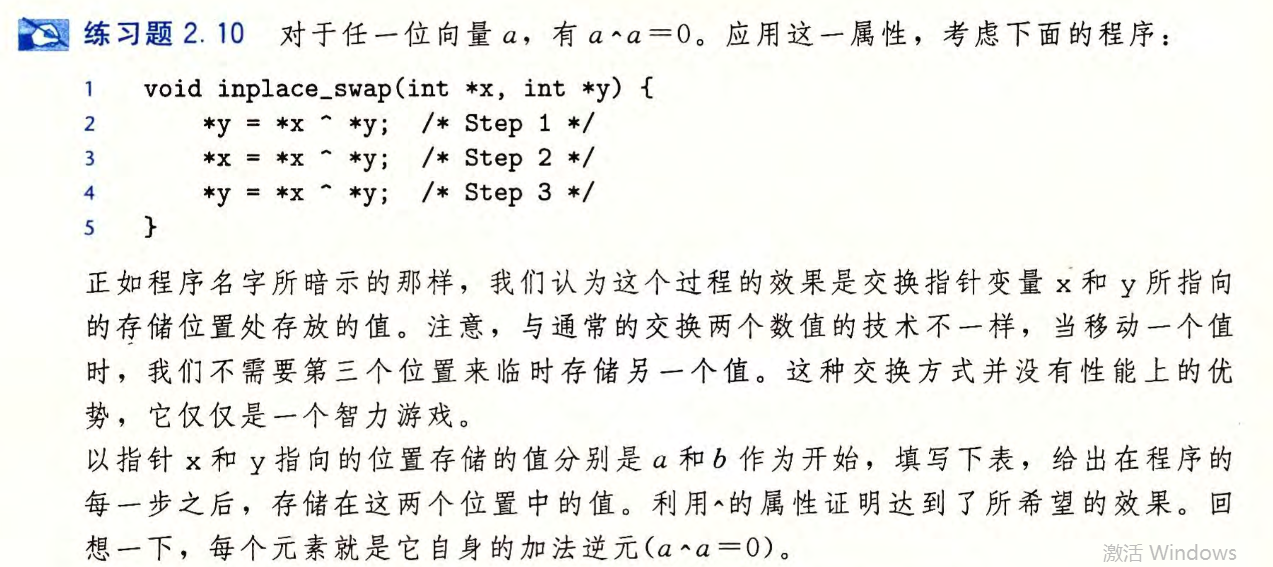 练习题 2.10 对于任一位向量 a，有 a ^ a＝0。应用这一属性，考虑下面的程序：
1 void inplace_swap(int *x, int *y) {
2 *y = *x ^ *y; /* Step 1 */
3 *x = *x ^ *y; /* Step 2 */
4 *y = *x ^ *y; /* Step 3 */
5 }
正如程序名字所暗示的那样，我们认为这个过程的效果是交换指针变量 x 和 y 所指向
的存储位置处存放的值。注意，与通常的交换两个数值的技术不一样，当移动一个值
时，我们不需要第三个位置来临时存储另一个值。这种交换方式并没有性能上的优
势，它仅仅是一个智力游戏。
以指针 x 和 y 指向的位置存储的值分别是 a 和 b 作为开始，填写下表，给出在程序的
每一步之后，存储在这两个位置中的值。利用^的属性证明达到了所希望的效果。回
想一下，每个元素就是它自身的加法逆元(a ^ a＝0)。
激活 Windows